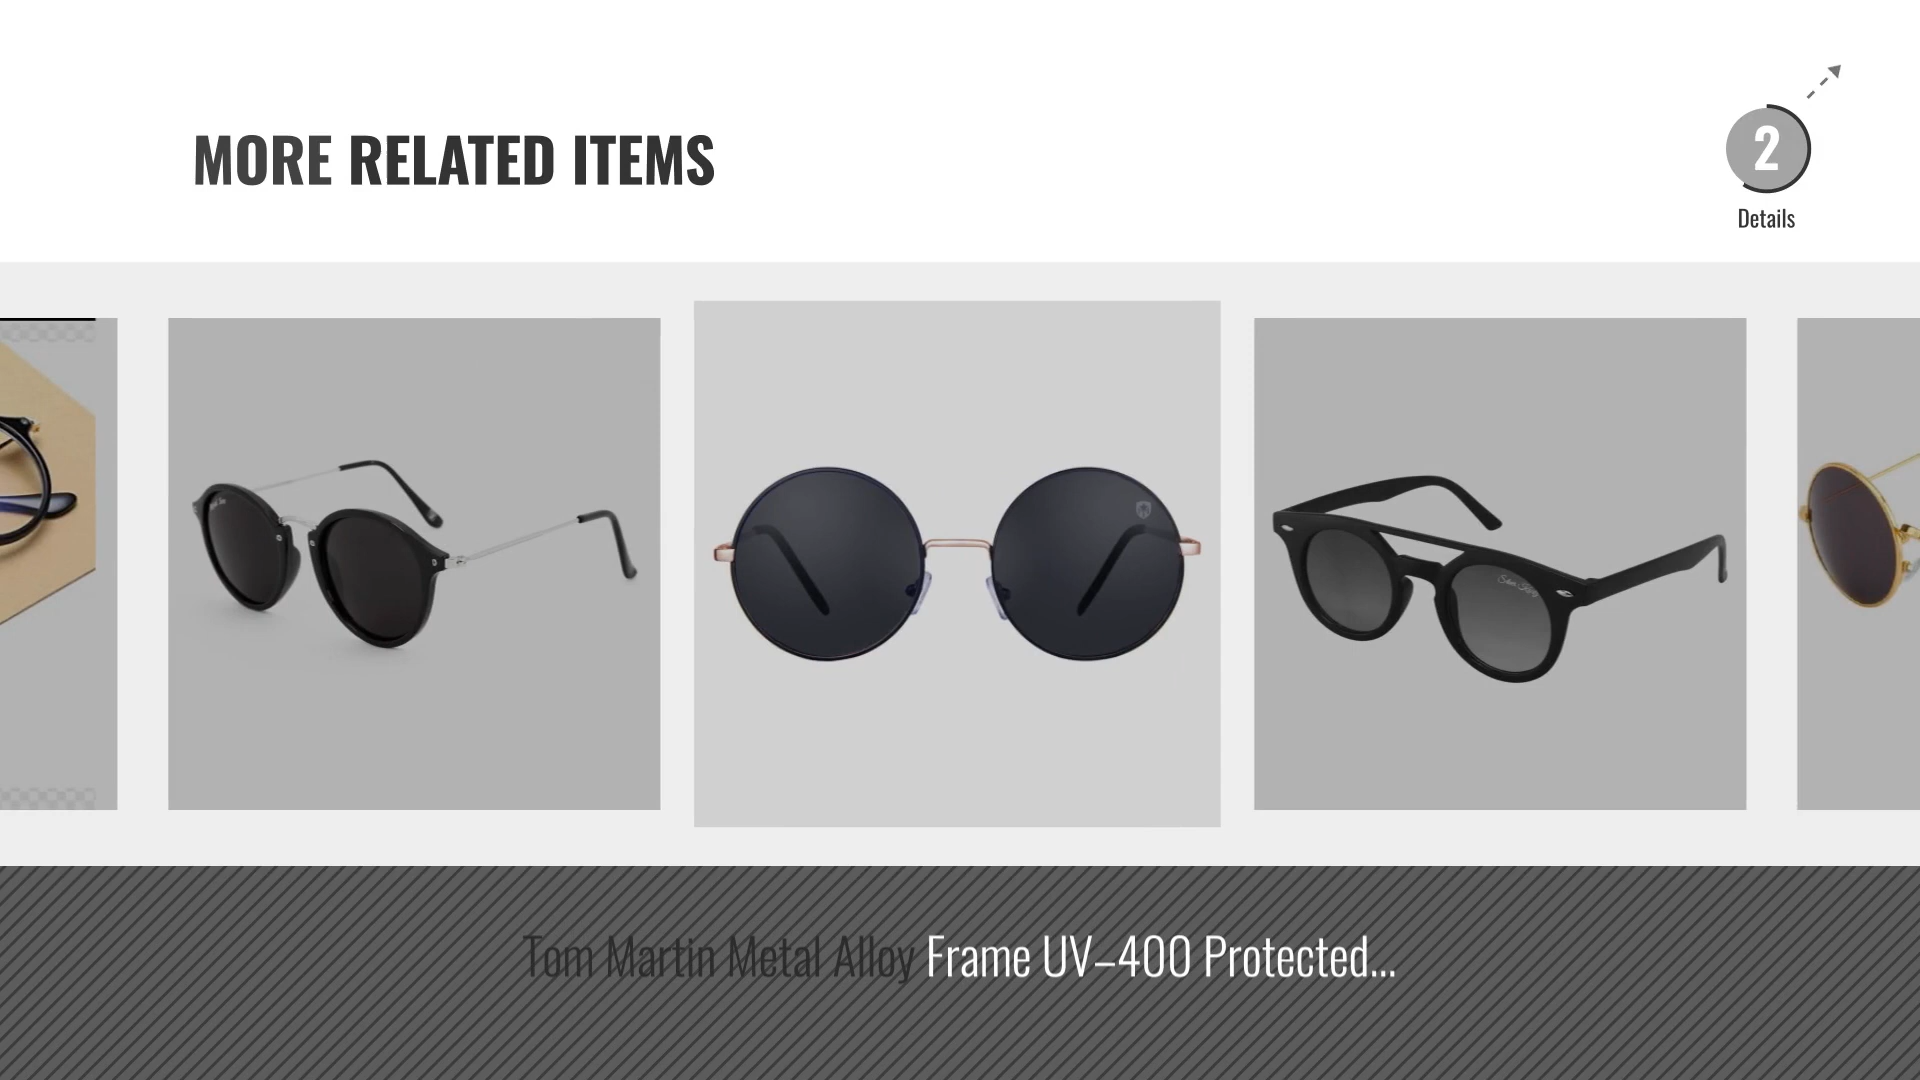 MORE RELATED ITEMS
2
Details
Tom Martin Metal Alloy Frame UV–400 Protected...